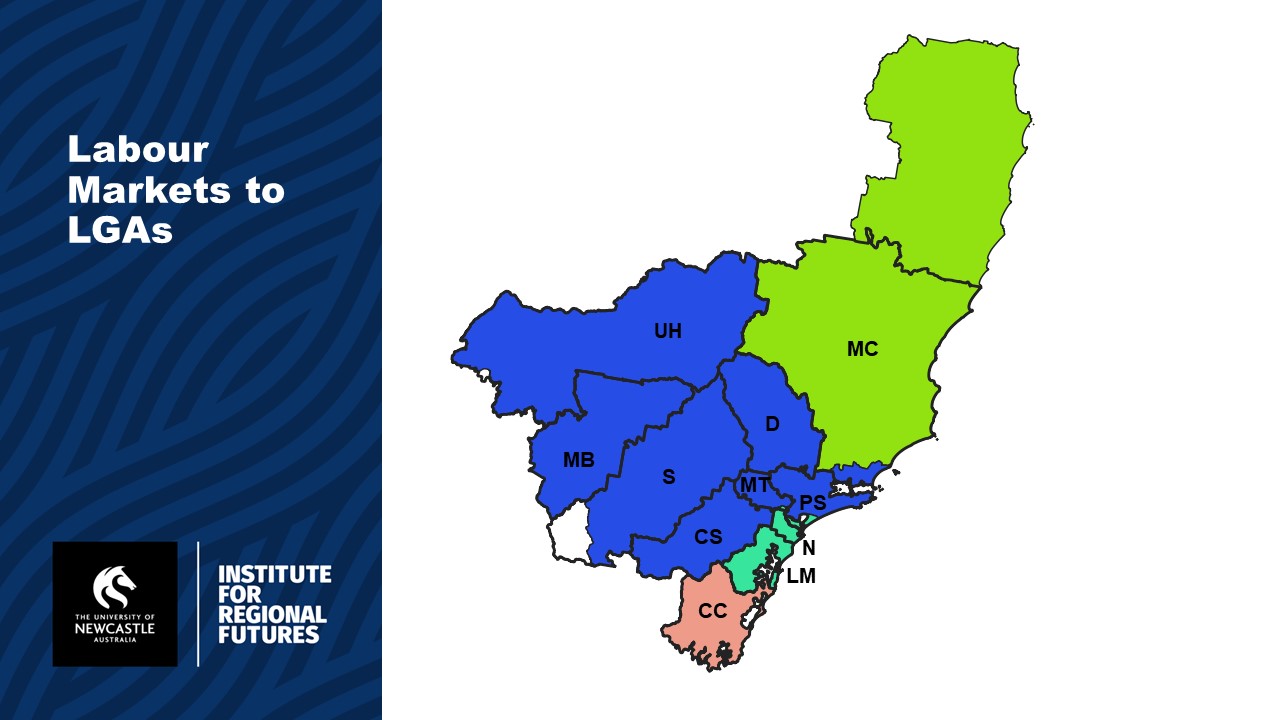 Labour
Markets to
LGAs
THE UNIVERSITY OF
NEWCASTLE
AUSTRALIA
INSTITUTE
FOR
REGIONAL
FUTURES
UH
MC
D
MB
S
MT
PS
CS
N
LM
CC